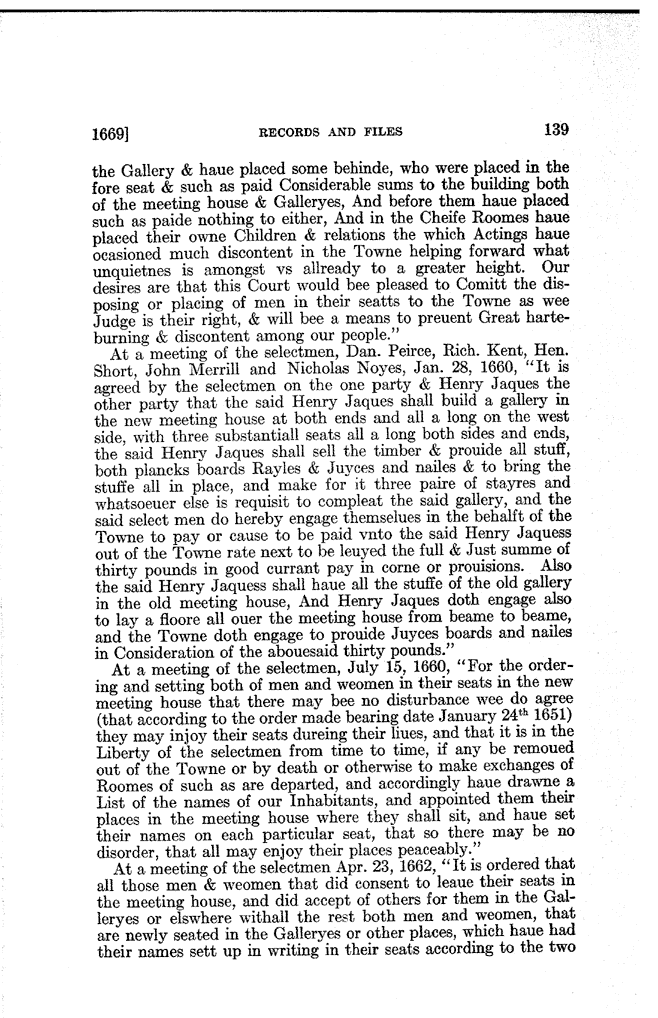 1669] RECORDS AND FILES 139
the Gallery & haue placed some behinde, who were placed in the
fore seat & such as paid Considerable sums to the building both
of the meeting house & Galleryes, And before them haue placed
such as paide nothing to either, And in the Cheife Roomes haue
placed their owne Children & relations the which Actings haue
ocasioned much discontent in the Towne helping forward what
unquietnes is amongst vs allready to a greater height. Our
desires are that this Court would bee pleased to Comitt the dis-
posing or placing of men in their seatts to the Towne as wee
Judge is their right, & will bee a means to preuent Great harte-
burning & discontent among our people."
At a meeting of the selectmen, Dan. Peirce, Rich. Kent, Hen.
Short, John Merrill and Nicholas Noyes, Jan. 28, 1660, "It is
agreed by the selectmen on the one party & Henry Jaques the
other party that the said Henry Jaques shall build a gallery in
the new meeting house at both ends and all a long on the west
side, with three substantiall seats all a long both sides and ends,
the said Henry Jaques shall sell the timber & prouide all stuff,
both plancks boards Rayles & Juyces and nailes & to bring the
stuffe all in place, and make for it three paire of stayres and
whatsoeuer else is requisit to compleat the said gallery, and the
said select men do hereby engage themselues in the behalft of the
Towne to pay or cause to be paid vnto the said Henry Jaquess
out of the Towne rate next to be leuyed the full & Just summe of
thirty pounds in good currant pay in corne or prouisions. Also
the said Henry Jaquess shall haue all the stuffe of the old gallery
in the old meeting house, And Henry Jaques doth engage also
to lay a floore all ouer the meeting house from beame to beame,
and the Towne doth engage to prouide Juyces boards and nailes
in Consideration of the abouesaid thirty pounds."
At a meeting of the selectmen, July 15, 1660, "For the order-
ing and setting both of men and weomen in their seats in the new
meeting house that there may bee no disturbance wee do agree
(that according to the order made bearing date January 24th 1651)
they may injoy their seats dureing their liues, and that it is in the
Liberty of the selectmen from time to time, if any be remoued
out of the Towne or by death or otherwise to make exchanges of
Roomes of such as are departed, and accordingly haue drawne a
List of the names of our Inhabitants, and appointed them their
places in the meeting house where they shall sit, and haue set
their names on each particular seat, that so there may be no
disorder, that all may enjoy their places peaceably."
At a meeting of the selectmen Apr. 23, 1662, "It is ordered that
all those men & weomen that did consent to leaue their seats in
the meeting house, and did accept of others for them in the Gal-
leryes or elswhere withall the rest both men and weomen, that
are newly seated in the Galleryes or other places, which haue had
their names sett up in writing in their seats according to the two